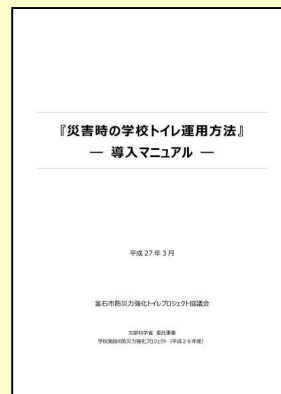 『災害時の学校トイレ運用方法』
― 導入マニュアル ―
平成27年3月
釜石市防災力強化トイレプロジェクト協議会
文部科学省 委託事業
学校施設の防災力強化プロジェクト（平成26年度）